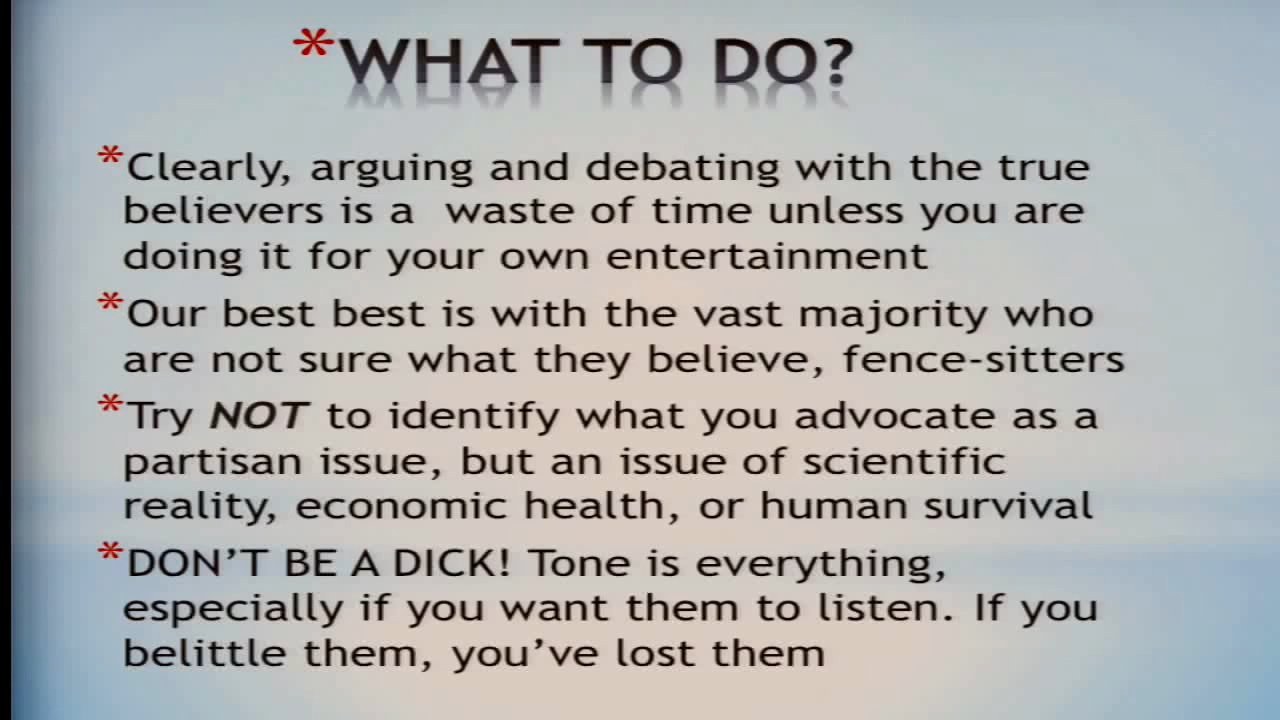 *WHAT TO DO?
*Clearly, arguing and debating with the true
believers is a waste of time unless you are
doing it for your own entertainment
*Our best best is with the vast majority who
are not sure what they believe, fence-sitters
*Try NOT to identify what you advocate as a
partisan issue, but an issue of scientific
reality, economic health, or human survival
*DON’T BE A DICK! Tone is everything,
especially if you want them to listen. If you
belittle them, you’ve lost them